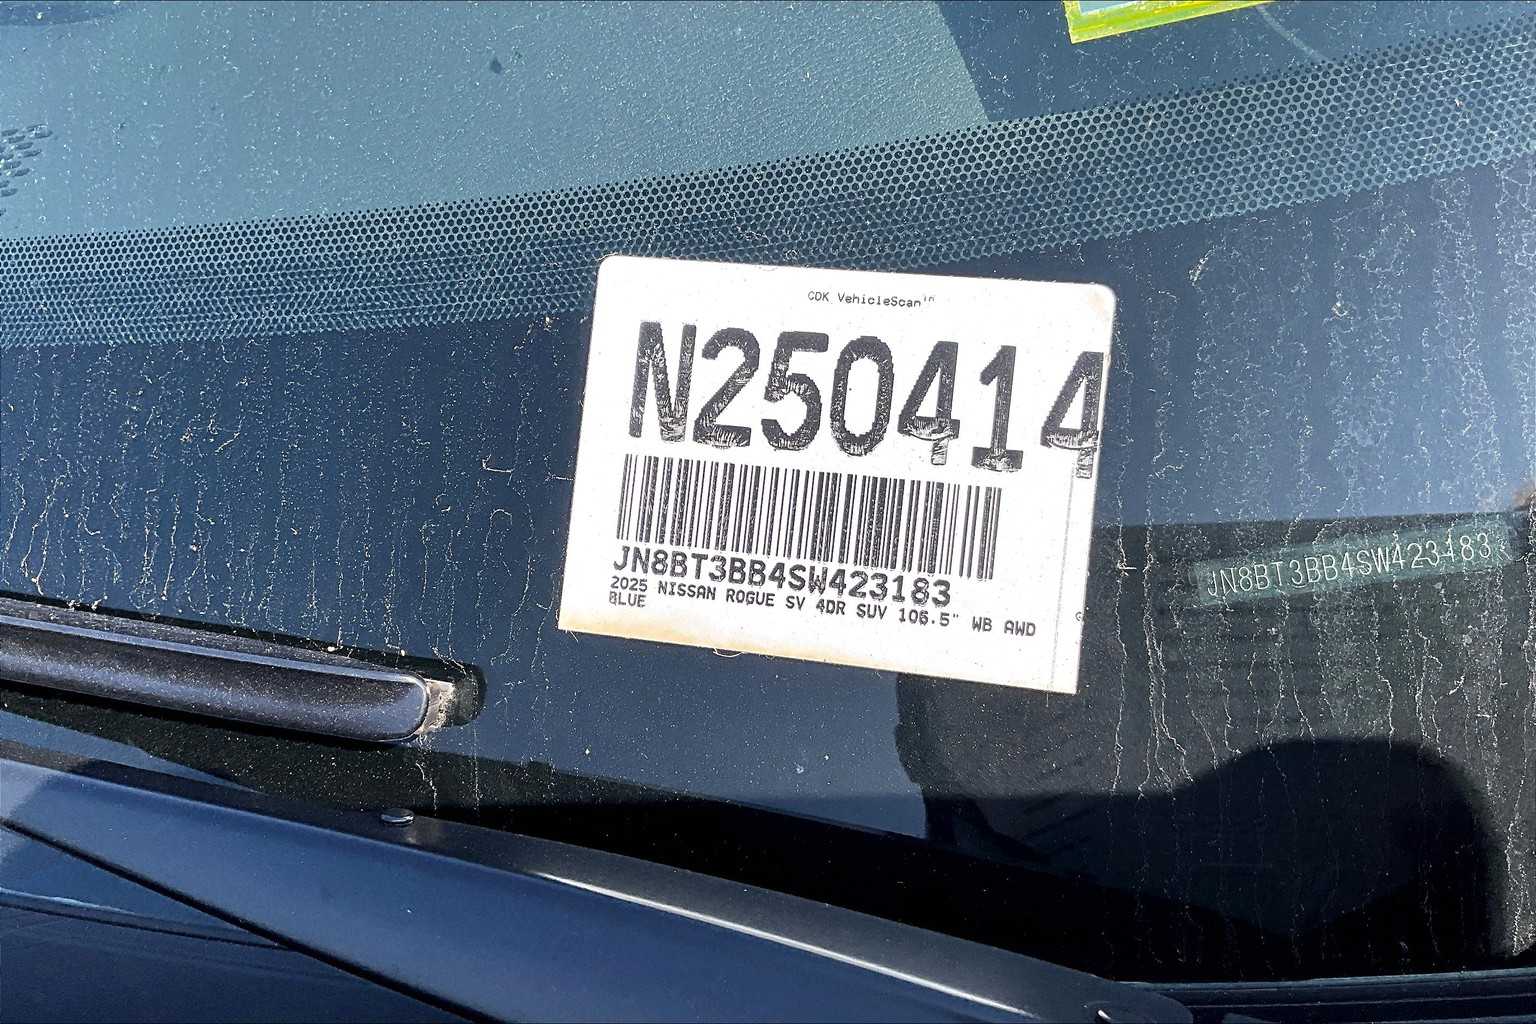 CDK VehicleScan
N250414
JN8BT3BB4SW423183
2025 NISSAN ROGUE SV 4DR SUV 106.5" WB AWD
BLUE
JN8BT3BB4SW423183